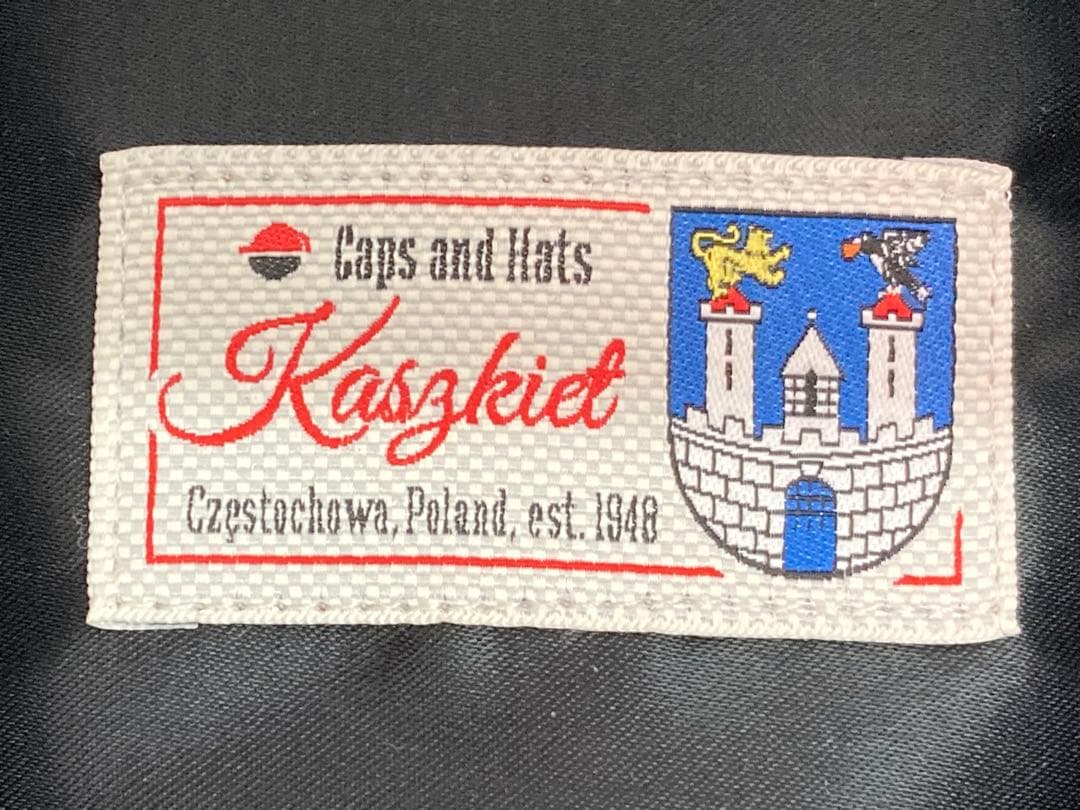 Caps and Hats
Kaszkiet
Częstochowa, Poland, est. 1948